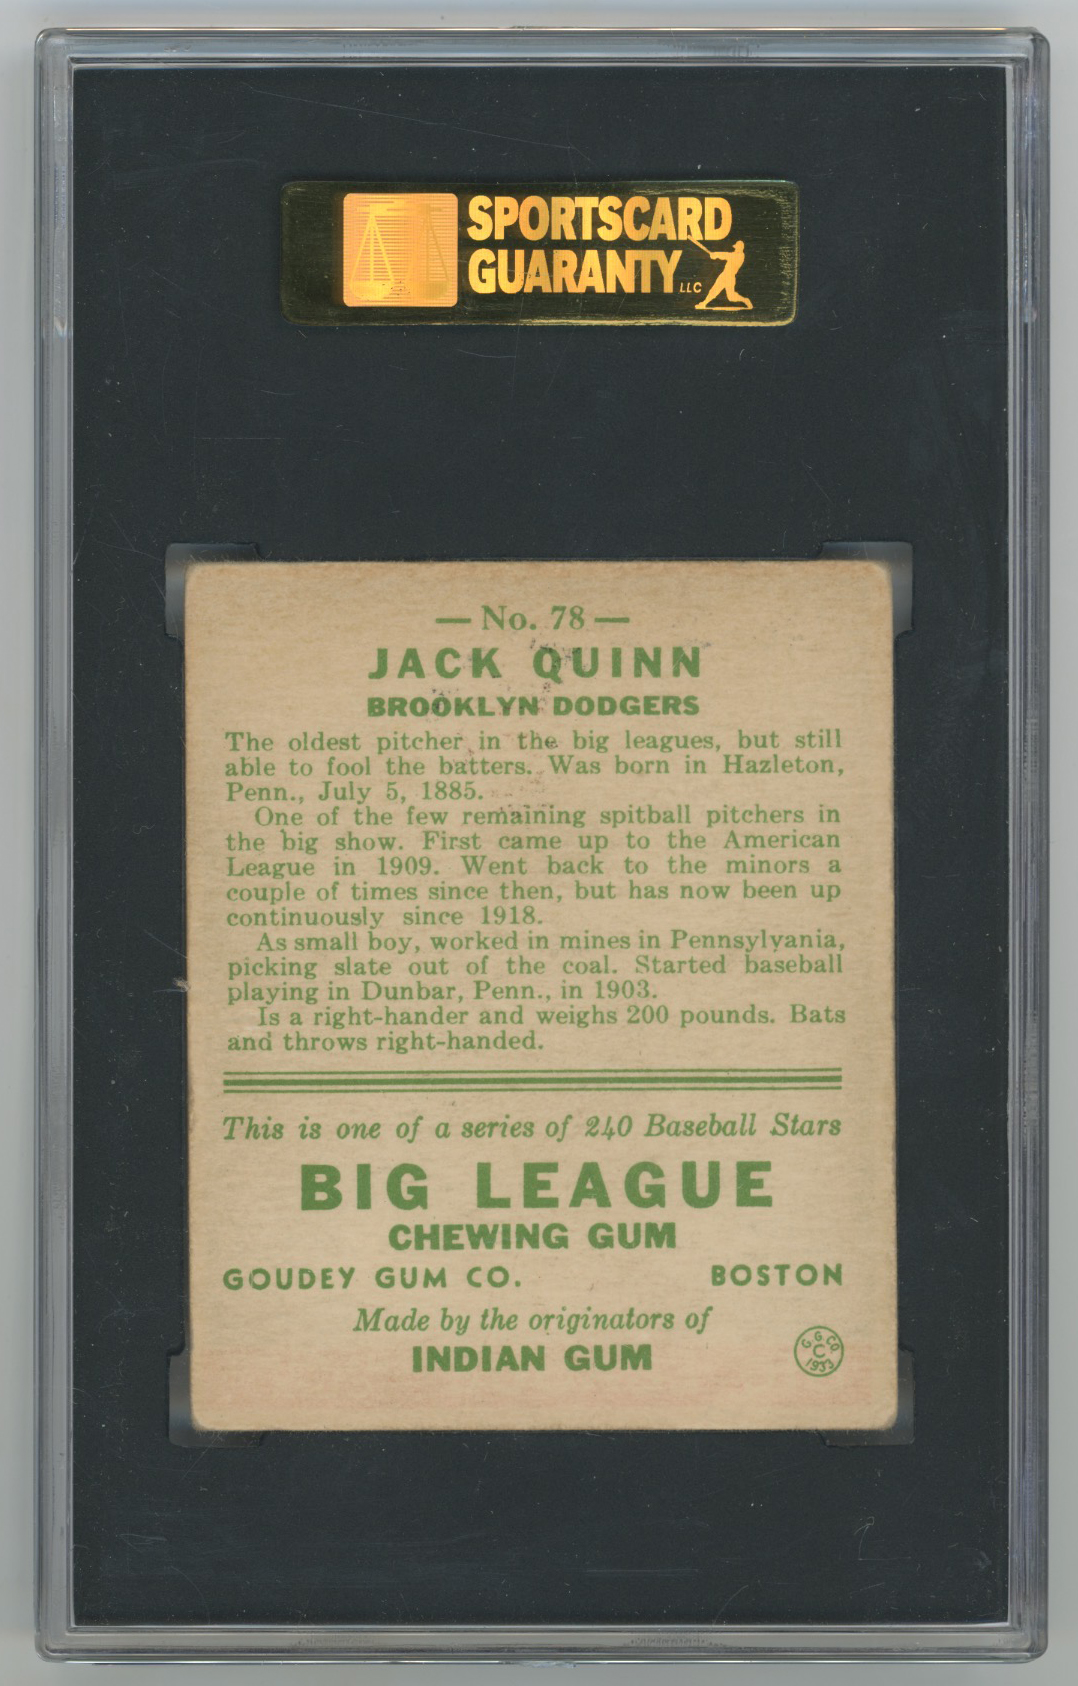 SPORTSCARD
GUARANTY LLC
— No. 78 —
JACK QUINN
BROOKLYN DODGERS
The oldest pitcher in the big leagues, but still
able to fool the batters. Was born in Hazleton,
Penn., July 5, 1885.
One of the few remaining spitball pitchers in
the big show. First came up to the American
League in 1909. Went back to the minors a
couple of times since then, but has now been up
continuously since 1918.
As small boy, worked in mines in Pennsylvania,
picking slate out of the coal. Started baseball
playing in Dunbar, Penn., in 1903.
Is a right-hander and weighs 200 pounds. Bats
and throws right-handed.
This is one of a series of 240 Baseball Stars
BIG LEAGUE
CHEWING GUM
GOUDEY GUM CO. BOSTON
Made by the originators of
INDIAN GUM
G. G. CO.
C
1933